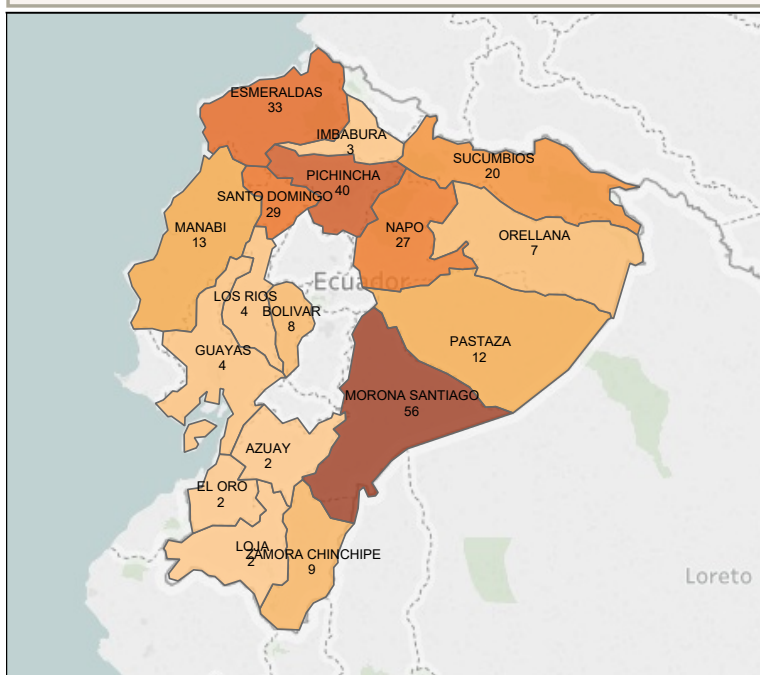 ESMERALDAS
33
IMBABURA
3
SUCUMBIOS
20
PICHINCHA
40
SANTO DOMINGO
29
MANABI
13
NAPO
27
ORELLANA
7
Ecuador
LOS RIOS
4
BOLIVAR
8
GUAYAS
4
PASTAZA
12
MORONA SANTIAGO
56
AZUAY
2
EL ORO
2
LOJA
2
ZAMORA CHINCHIPE
9
Loreto